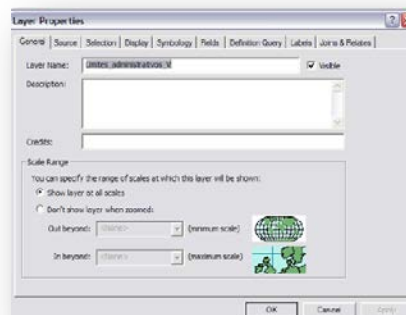 Layer Properties
General Source Selection Display Symbology Fields Definition Query Labels Joins & Relates
Layer Name: Limites_administrativos_V Visible
Description:
Credits:
Scale Range
You can specify the range of scales at which this layer will be shown:
Show layer at all scales
Don't show layer when zoomed:
Out beyond: <None> (minimum scale)
In beyond: <None> (maximum scale)
OK Cancel Apply